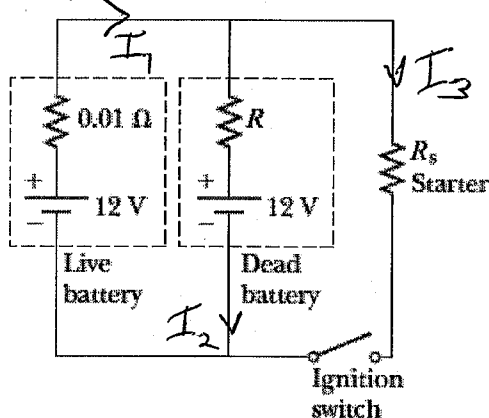 I₁
I₃
0.01 Ω
R
Rs
Starter
+
12 V
−
+
12 V
−
Live
battery
Dead
battery
I₂
Ignition
switch